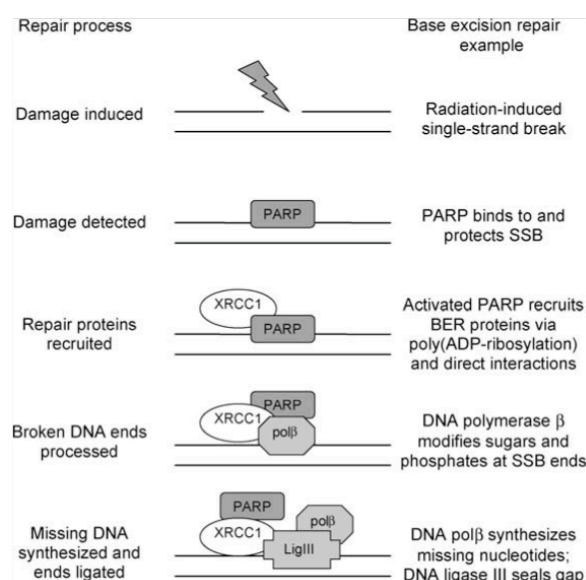 Repair process
Base excision repair
example
Damage induced
Radiation-induced
single-strand break
Damage detected
PARP
PARP binds to and
protects SSB
Repair proteins
recruited
XRCC1
PARP
Activated PARP recruits
BER proteins via
poly(ADP-ribosylation)
and direct interactions
Broken DNA ends
processed
PARP
XRCC1
polβ
DNA polymerase β
modifies sugars and
phosphates at SSB ends
Missing DNA
synthesized and
ends ligated
PARP
XRCC1
polβ
LigIII
DNA polβ synthesizes
missing nucleotides;
DNA ligase III seals gap